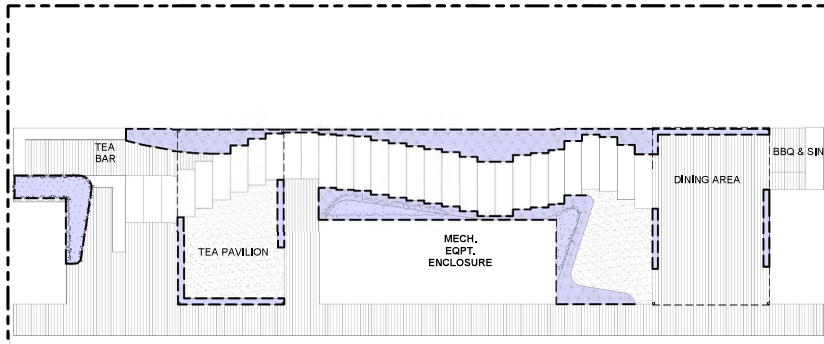 TEA
BAR
BBQ & SIN
DINING AREA
TEA PAVILION
MECH.
EQPT.
ENCLOSURE